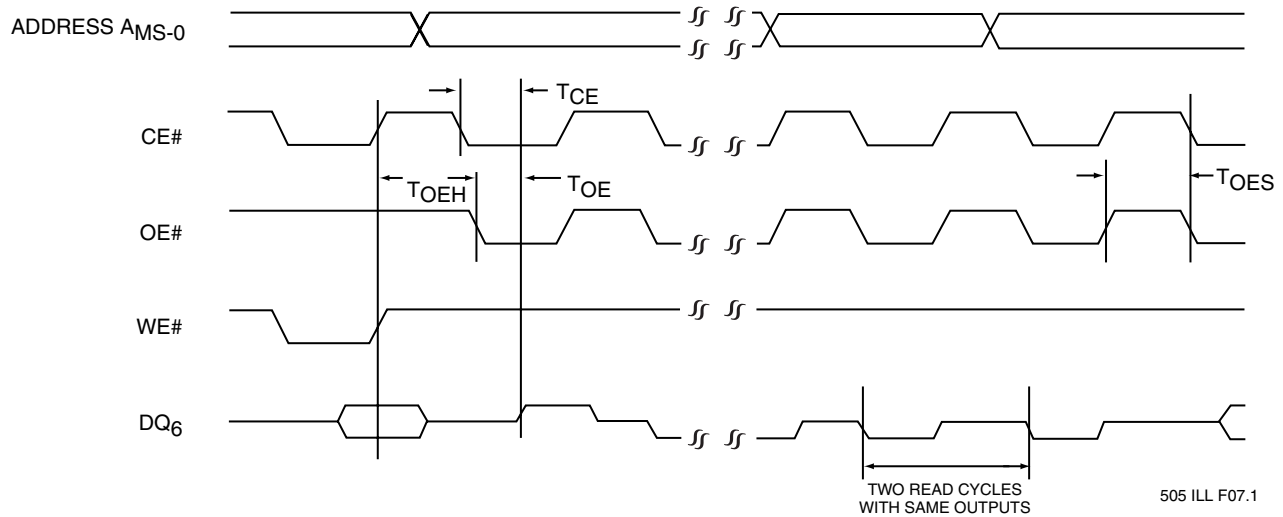 ADDRESS AMS-0
TCE
CE#
TOEH
TOE
TOES
OE#
WE#
DQ6
TWO READ CYCLES
WITH SAME OUTPUTS
505 ILL F07.1